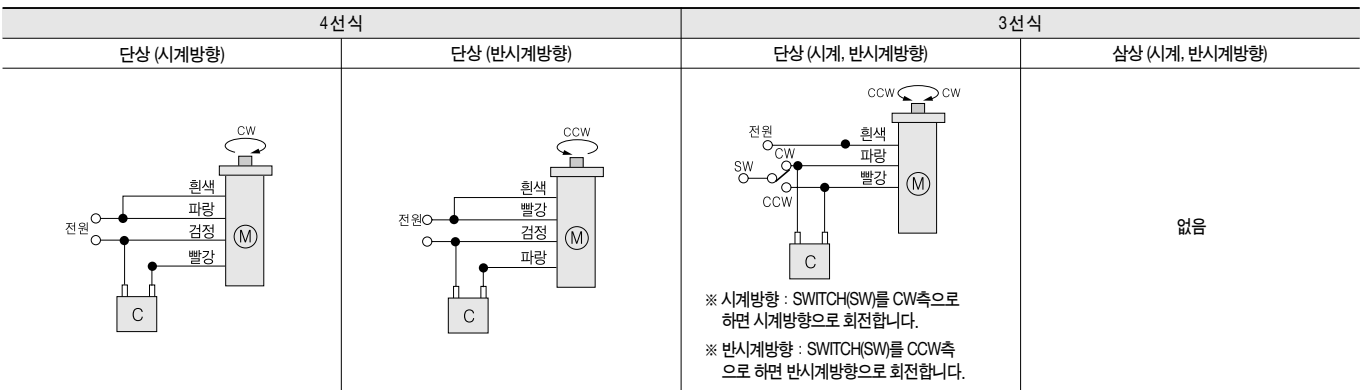 4선식
3선식
단상 (시계방향)
단상 (반시계방향)
단상 (시계, 반시계방향)
삼상 (시계, 반시계방향)
CW
흰색
파랑
전원
검정
빨강
M
C
CCW
흰색
빨강
전원
검정
파랑
M
C
CCW
CW
전원
흰색
CW
파랑
SW
빨강
CCW
M
C
※ 시계방향 : SWITCH(SW)를 CW측으로
하면 시계방향으로 회전합니다.
※ 반시계방향 : SWITCH(SW)를 CCW측
으로 하면 반시계방향으로 회전합니다.
없음